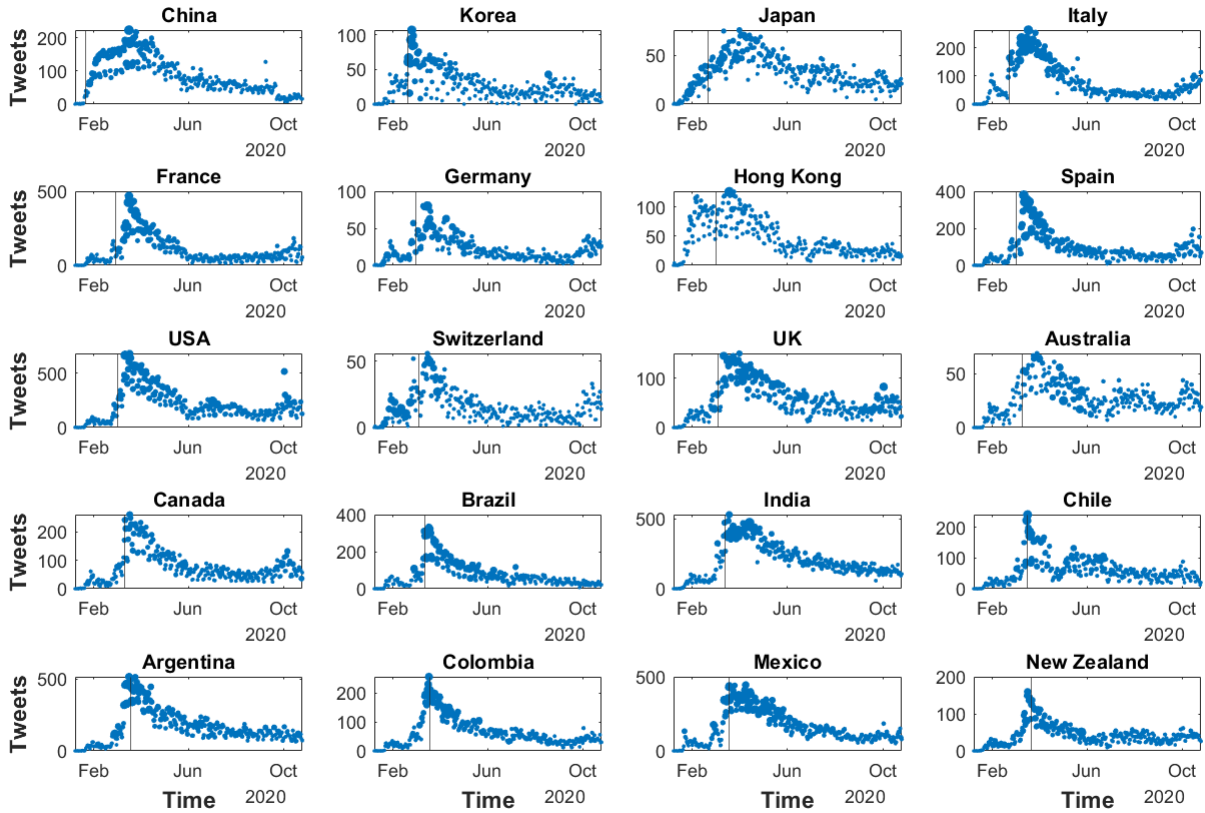 China Korea Japan Italy
Tweets
200
100
0
100
50
0
50
0
200
100
0
Feb Jun Oct Feb Jun Oct Feb Jun Oct Feb Jun Oct
2020 2020 2020 2020
France Germany Hong Kong Spain
Tweets
500
0
100
50
0
100
50
0
400
200
0
Feb Jun Oct Feb Jun Oct Feb Jun Oct Feb Jun Oct
2020 2020 2020 2020
USA Switzerland UK Australia
Tweets
500
0
50
0
100
0
50
0
Feb Jun Oct Feb Jun Oct Feb Jun Oct Feb Jun Oct
2020 2020 2020 2020
Canada Brazil India Chile
Tweets
200
100
0
400
200
0
500
0
200
100
0
Feb Jun Oct Feb Jun Oct Feb Jun Oct Feb Jun Oct
2020 2020 2020 2020
Argentina Colombia Mexico New Zealand
Tweets
500
0
200
100
0
500
0
200
100
0
Feb Jun Oct Feb Jun Oct Feb Jun Oct Feb Jun Oct
Time 2020 Time 2020 Time 2020 Time 2020